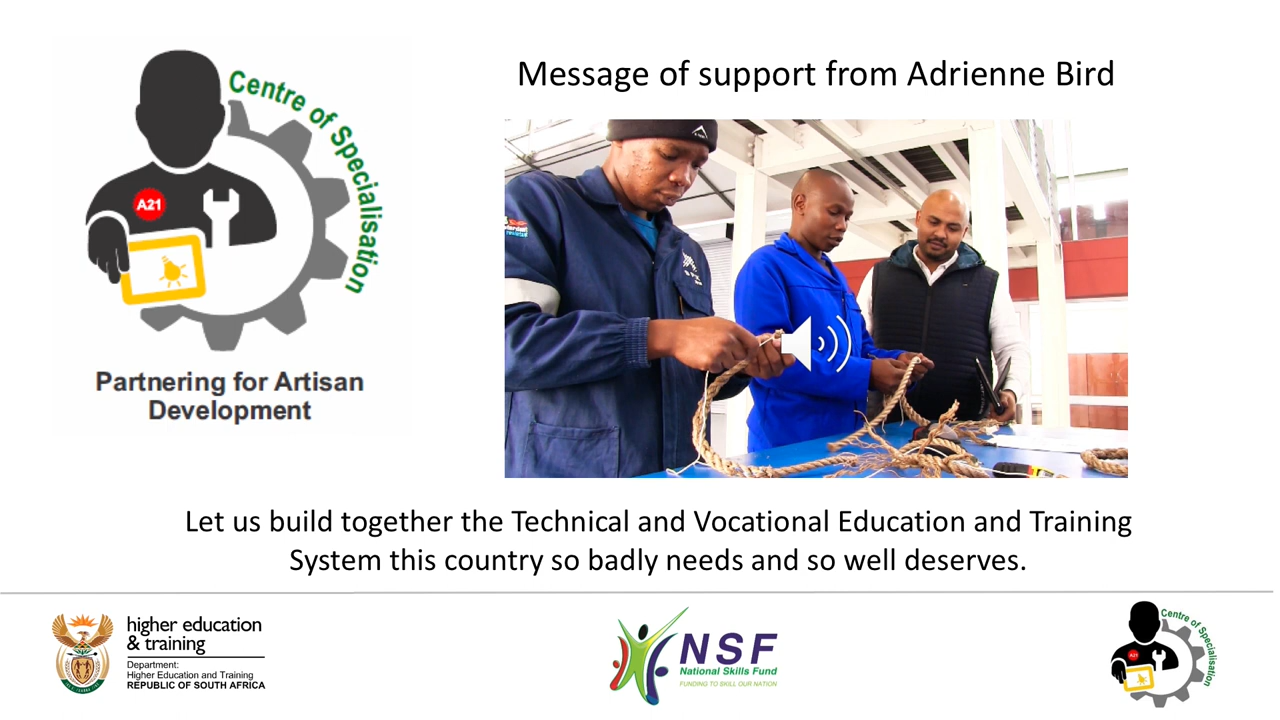 Centre of Specialisation
A21
Partnering for Artisan
Development
Message of support from Adrienne Bird
Let us build together the Technical and Vocational Education and Training
System this country so badly needs and so well deserves.
higher education
& training
Department:
Higher Education and Training
REPUBLIC OF SOUTH AFRICA
NSF
National Skills Fund
FUNDING TO SKILL OUR NATION
Centre of Specialisation
A21